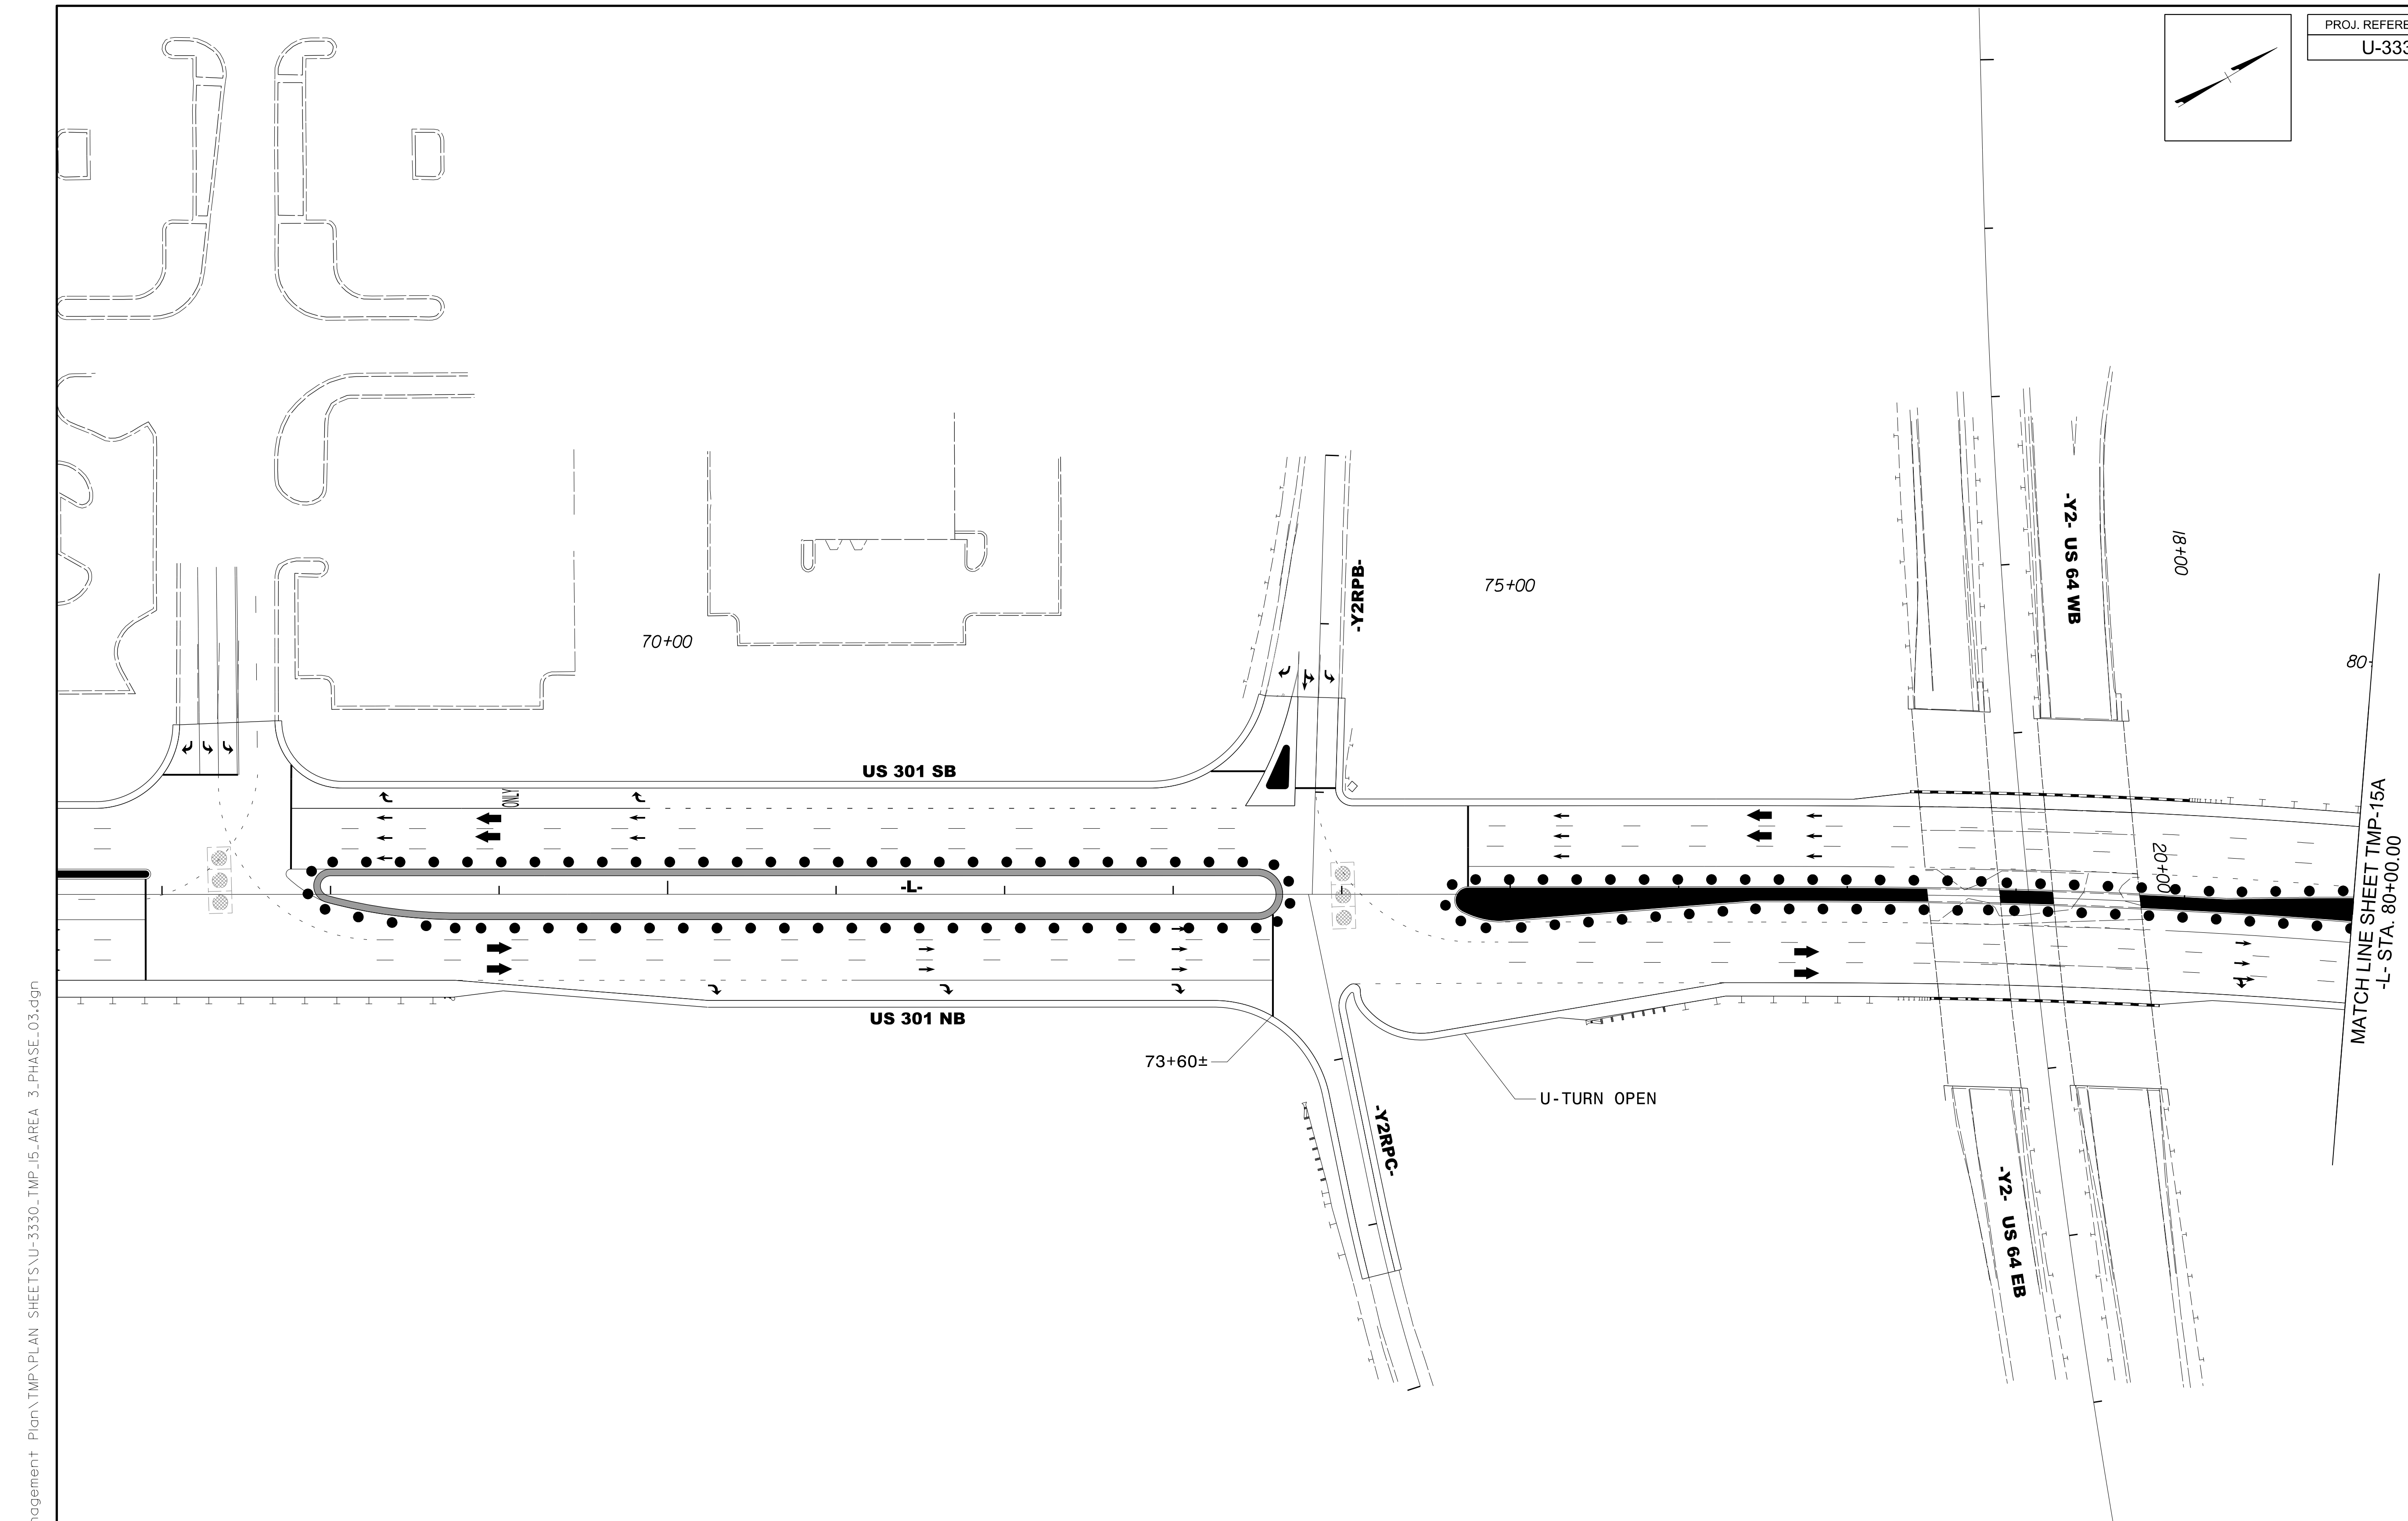 PROJ. REFERE
U-333
-Y2RPB-
-Y2- US 64 WB
18+00
75+00
70+00
80
US 301 SB
ONLY
MATCH LINE SHEET TMP-15A
-L- STA. 80+00.00
20+00
-L-
US 301 NB
73+60±
U-TURN OPEN
-Y2RPC-
-Y2- US 64 EB
nagement Plan\TMP\PLAN SHEETS\U-3330_TMP_15_AREA 3_PHASE_03.dgn